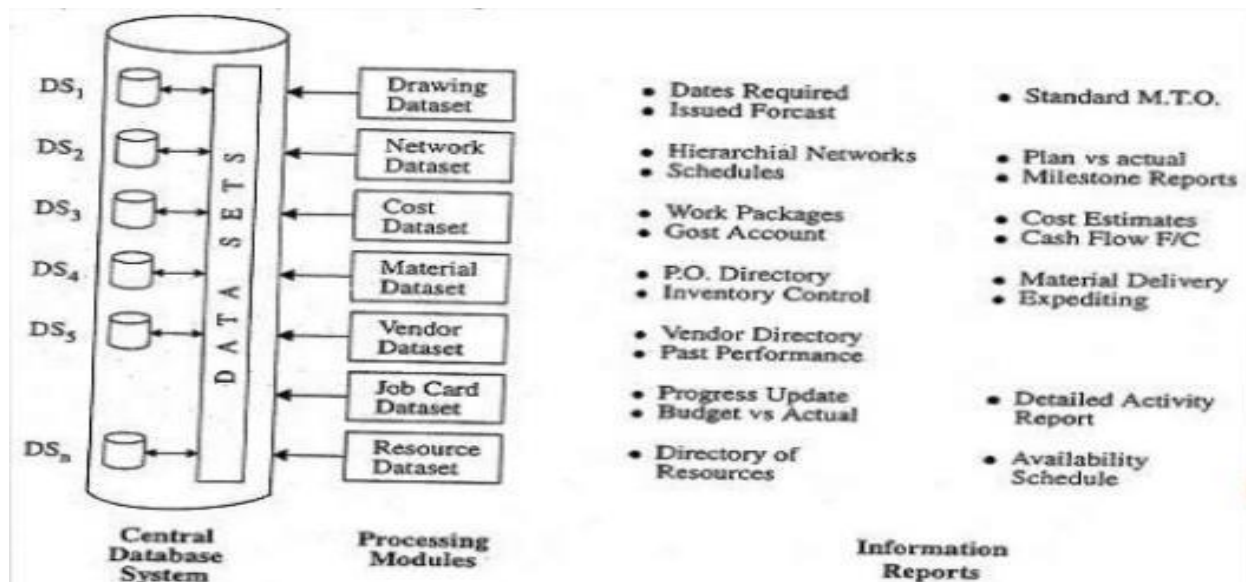 DS1
DS2
DS3
DS4
DS5
DSn
DATA SETS
Drawing
Dataset
Network
Dataset
Cost
Dataset
Material
Dataset
Vendor
Dataset
Job Card
Dataset
Resource
Dataset
• Dates Required
• Issued Forcast
• Hierarchial Networks
• Schedules
• Work Packages
• Gost Account
• P.O. Directory
• Inventory Control
• Vendor Directory
• Past Performance
• Progress Update
• Budget vs Actual
• Directory of
Resources
• Standard M.T.O.
• Plan vs actual
• Milestone Reports
• Cost Estimates
• Cash Flow F/C
• Material Delivery
• Expediting
• Detailed Activity
Report
• Availability
Schedule
Central
Database
System
Processing
Modules
Information
Reports